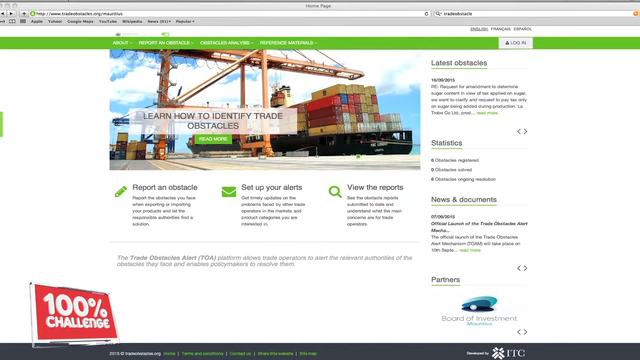 Home Page
http://www.tradeobstacles.org/mauritius
tradeobstacle
Apple Yahoo! Google Maps YouTube Wikipedia News (51) Popular
ENGLISH FRANÇAIS ESPAÑOL
ABOUT REPORT AN OBSTACLE OBSTACLES ANALYSIS REFERENCE MATERIALS LOG IN
LEARN HOW TO IDENTIFY TRADE
OBSTACLES
READ MORE
Report an obstacle
Report the obstacles you face
when exporting or importing
your products and let the
responsible authorities find a
solution.
Set up your alerts
Get timely updates on the
problems faced by other trade
operators in the markets and
product categories you are
interested in.
View the reports
See the obstacle reports
submitted to date and
understand what the main
concerns are for trade
operators.
The Trade Obstacles Alert (TOA) platform allows trade operators to alert the relevant authorities of the
obstacles they face and enables policymakers to resolve them.
Latest obstacles
16/09/2015
RE: Request for amendment to determine
sugar content in view of tax applied on sugar,
we want to clarify and request to pay tax only
on sugar being added during production. La
Trobe Co Ltd, prod... read more
Statistics
6 Obstacles registered
0 Obstacles solved
6 Obstacles ongoing resolution
News & documents
07/09/2015
Official Launch of the Trade Obstacles Alert
Mecha...
The official launch of the Trade Obstacles
Alert Mechanism (TOAM) will take place on
10th Septe... read more
Partners
Board of Investment
Mauritius
100%
CHALLENGE
2015 © tradeobstacles.org Home Terms and conditions Contact us Share this website Site map
Developed by ITC